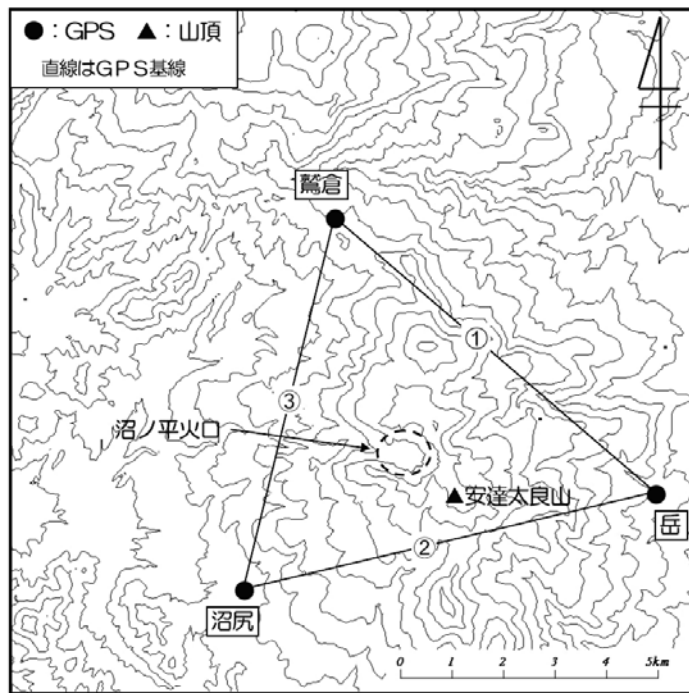 ●：GPS ▲：山頂
直線はＧＰＳ基線
鷲倉
①
③
沼ノ平火口
▲安達太良山
岳
②
沼尻
0 1 2 3 4 5km